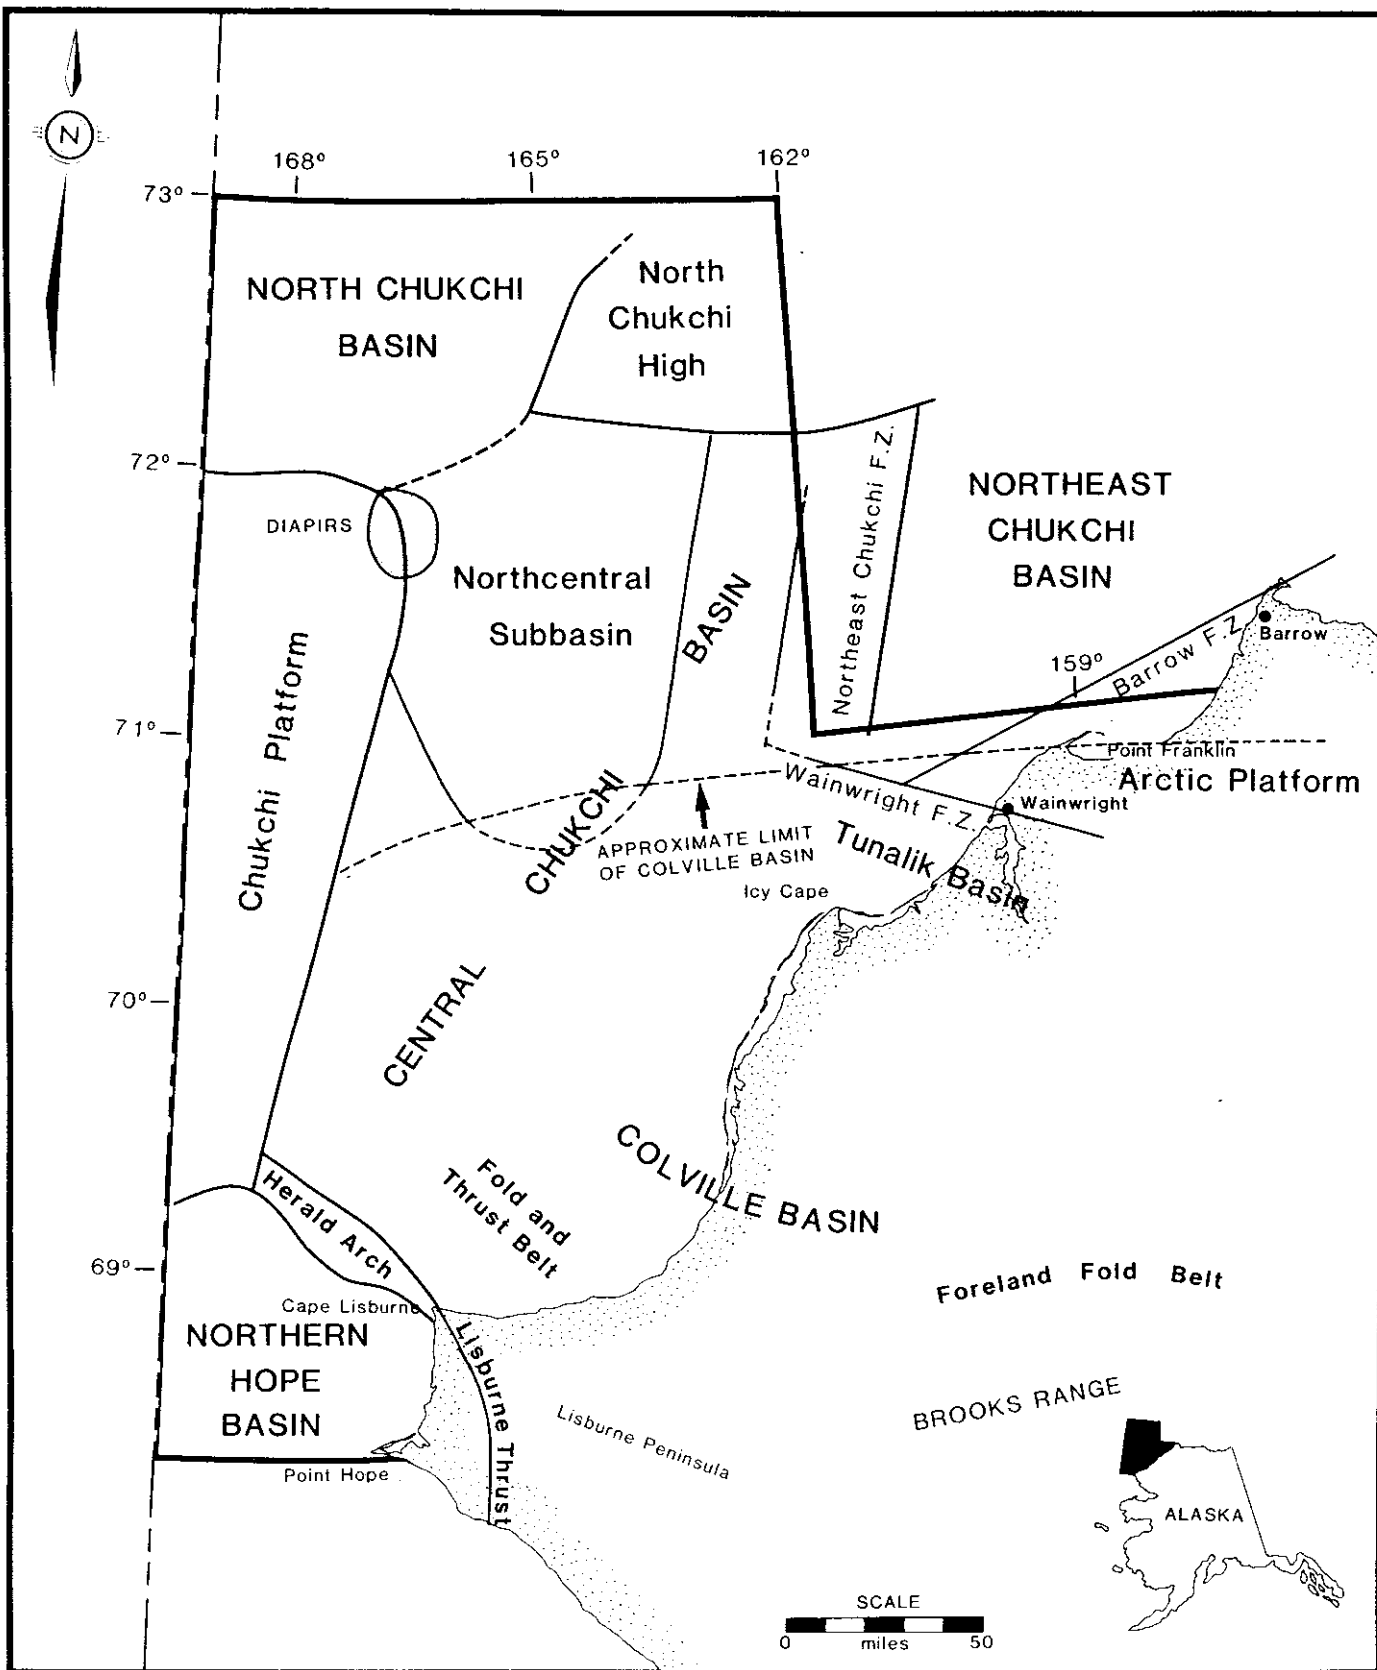 N
168°
165°
162°
73°
NORTH CHUKCHI
BASIN
North
Chukchi
High
72°
DIAPIRS
Northcentral
Subbasin
Northeast Chukchi F.Z.
NORTHEAST
CHUKCHI
BASIN
Barrow
159°
Barrow F.Z.
71°
Chukchi Platform
CENTRAL
CHUKCHI
BASIN
Point Franklin
Arctic Platform
Wainwright F.Z.
Wainwright
APPROXIMATE LIMIT
OF COLVILLE BASIN
Tunalik Basin
Icy Cape
70°
COLVILLE BASIN
Fold and
Thrust Belt
Herald Arch
69°
Cape Lisburne
Foreland Fold Belt
NORTHERN
HOPE
BASIN
Lisburne Thrust
Lisburne Peninsula
BROOKS RANGE
Point Hope
ALASKA
SCALE
0 miles 50